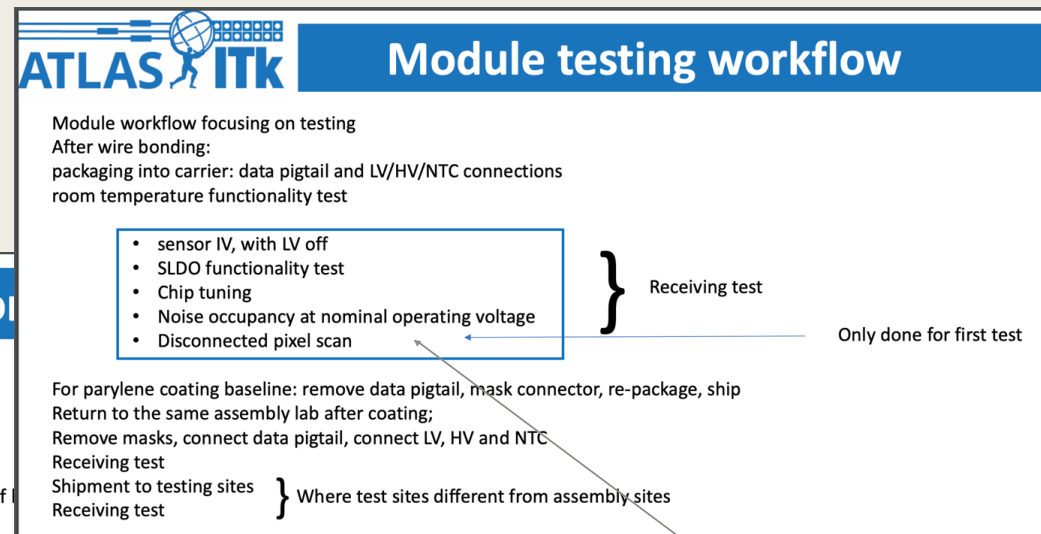 ATLAS ITk
Module testing workflow
Module workflow focusing on testing
After wire bonding:
packaging into carrier: data pigtail and LV/HV/NTC connections
room temperature functionality test
• sensor IV, with LV off
• SLDO functionality test
• Chip tuning
• Noise occupancy at nominal operating voltage
• Disconnected pixel scan
Receiving test
Only done for first test
For parylene coating baseline: remove data pigtail, mask connector, re-package, ship
Return to the same assembly lab after coating;
Remove masks, connect data pigtail, connect LV, HV and NTC
Receiving test
Shipment to testing sites
Receiving test
Where test sites different from assembly sites